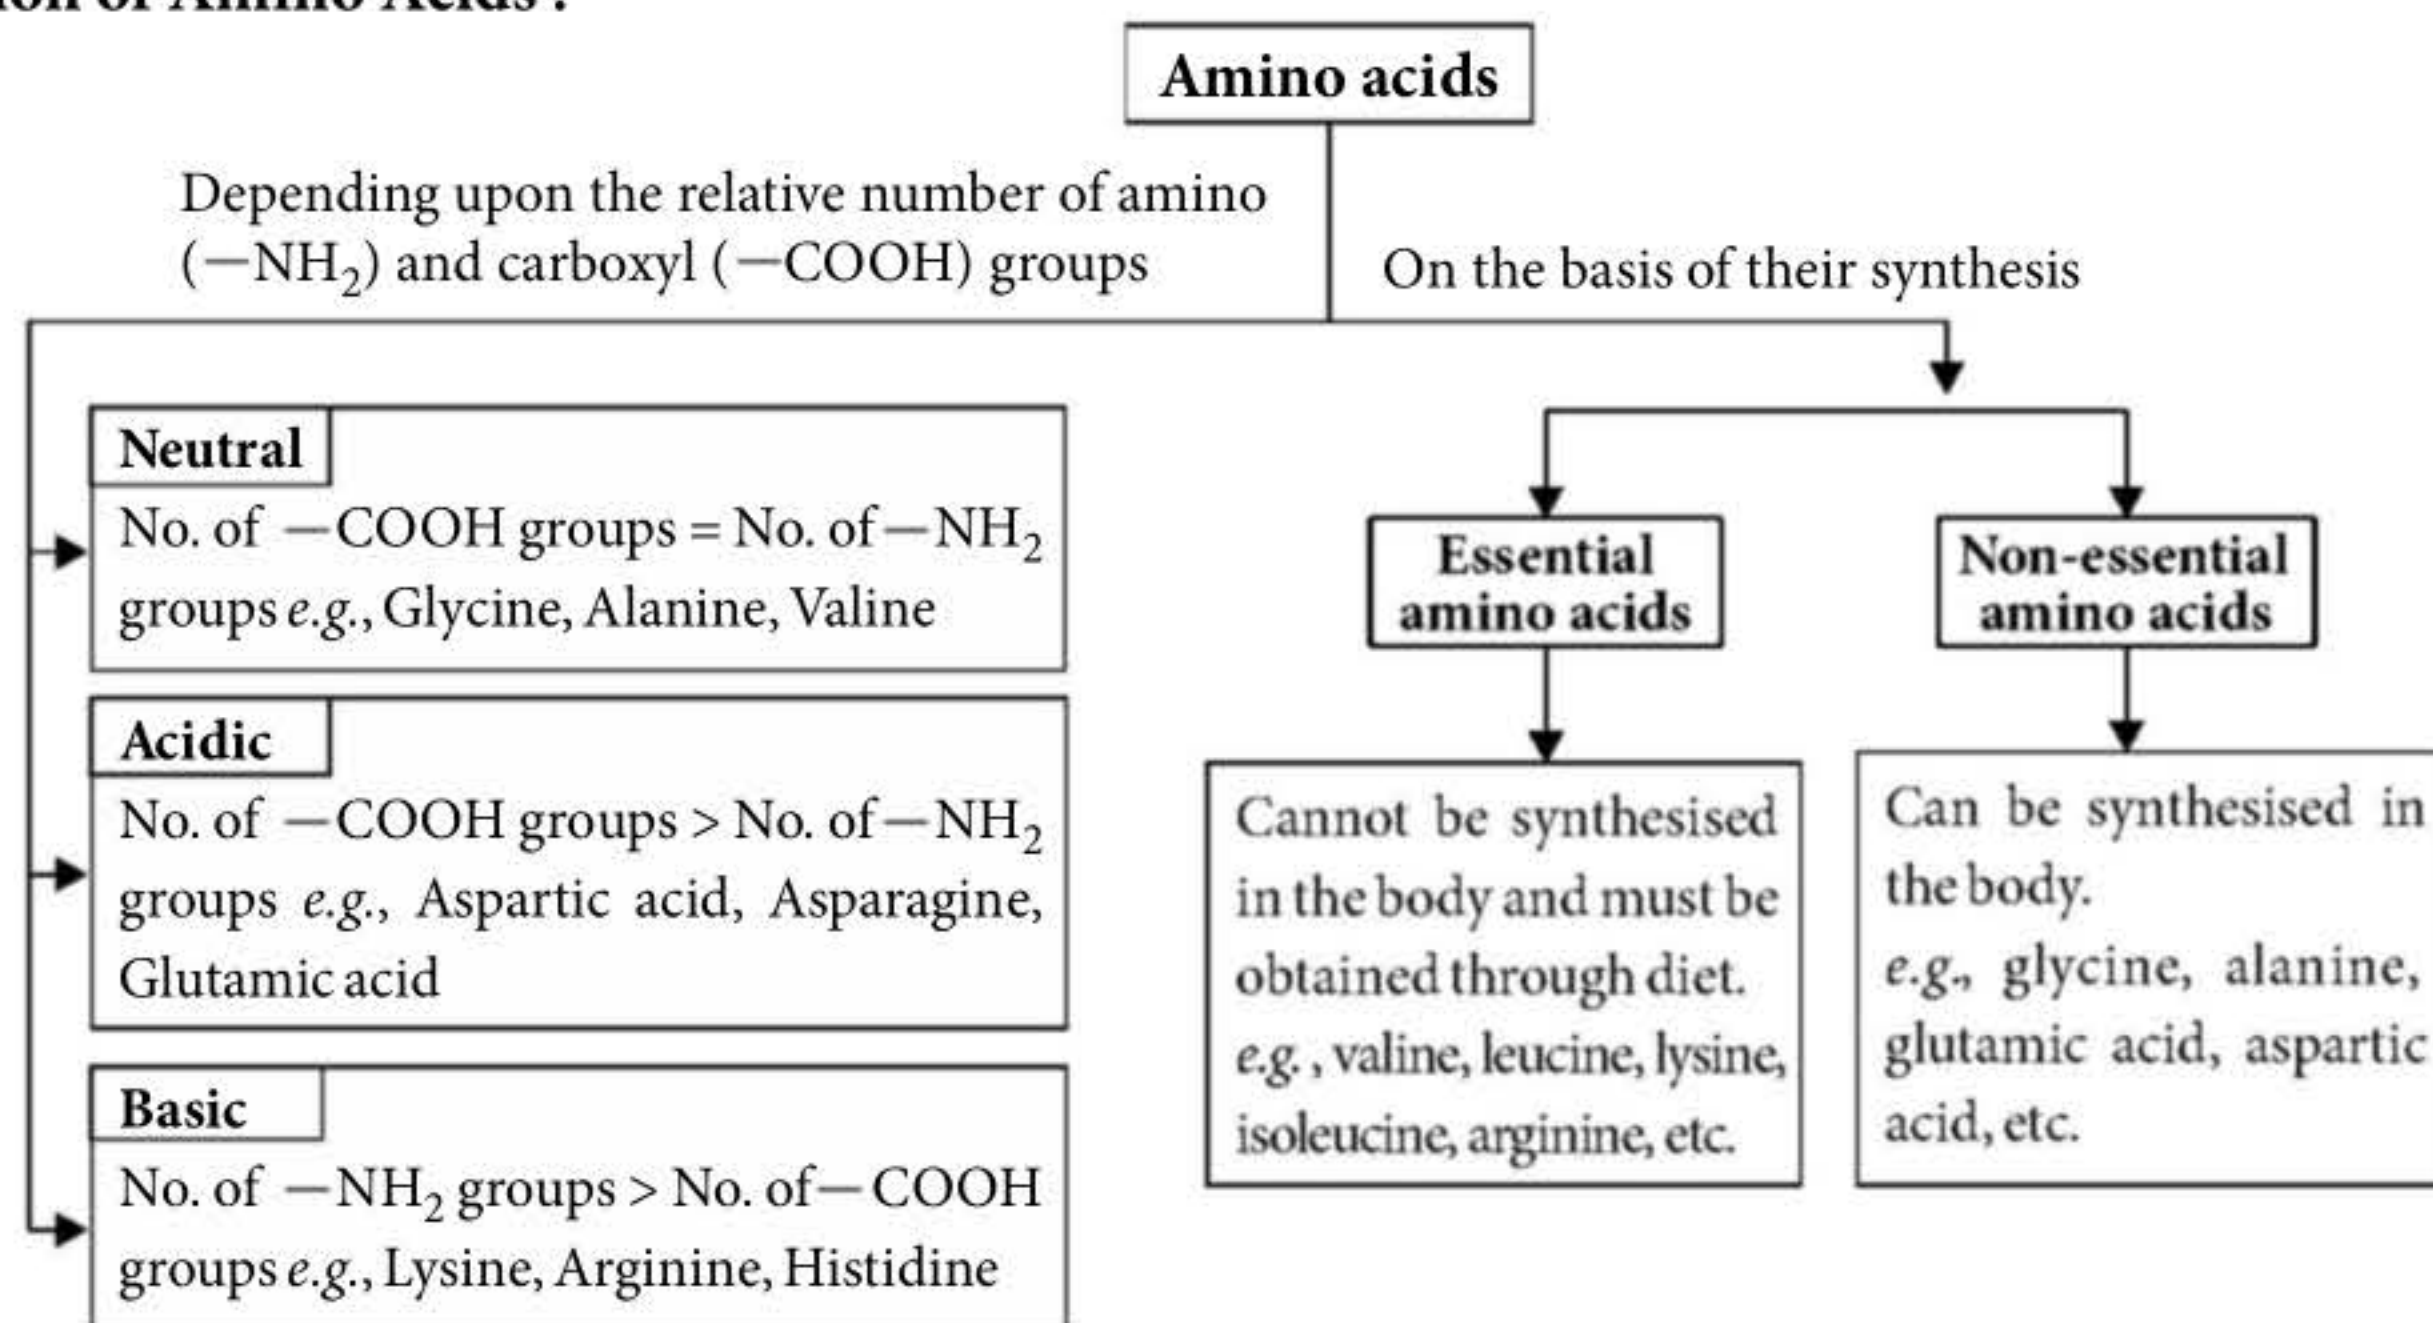 of Amino Acids :
Amino acids
Depending upon the relative number of amino
(—NH₂) and carboxyl (—COOH) groups
On the basis of their synthesis
Neutral
No. of —COOH groups = No. of—NH₂
groups e.g., Glycine, Alanine, Valine
Acidic
No. of —COOH groups > No. of—NH₂
groups e.g., Aspartic acid, Asparagine,
Glutamic acid
Basic
No. of —NH₂ groups > No. of—COOH
groups e.g., Lysine, Arginine, Histidine
Essential
amino acids
Cannot be synthesised
in the body and must be
obtained through diet.
e.g., valine, leucine, lysine,
isoleucine, arginine, etc.
Non-essential
amino acids
Can be synthesised in
the body.
e.g., glycine, alanine,
glutamic acid, aspartic
acid, etc.